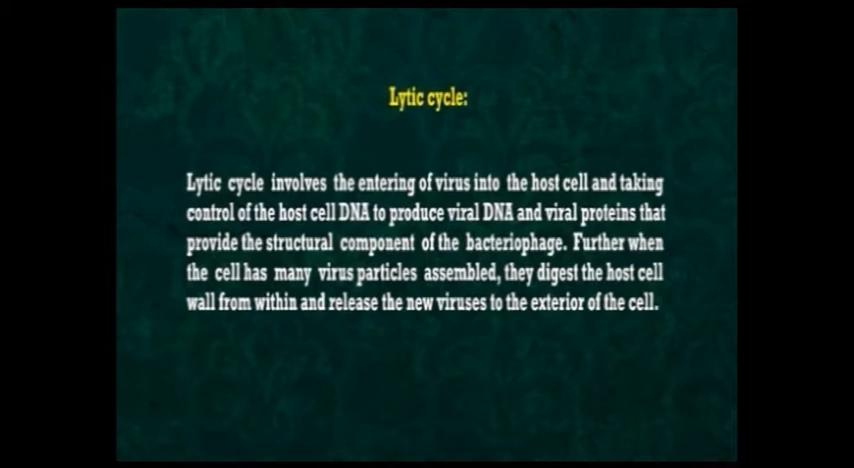 Lytic cycle:
Lytic cycle involves the entering of virus into the host cell and taking
control of the host cell DNA to produce viral DNA and viral proteins that
provide the structural component of the bacteriophage. Further when
the cell has many virus particles assembled, they digest the host cell
wall from within and release the new viruses to the exterior of the cell.